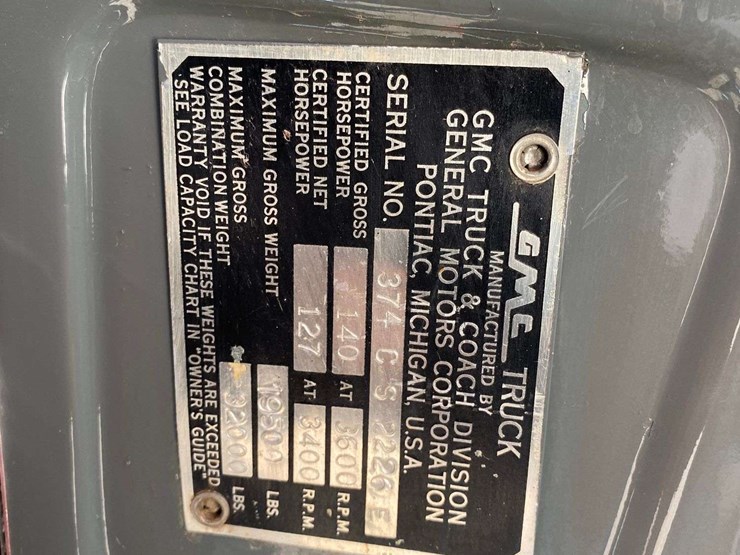 GMC TRUCK
MANUFACTURED BY
GMC TRUCK & COACH DIVISION
GENERAL MOTORS CORPORATION
PONTIAC, MICHIGAN, U.S.A.
SERIAL NO. 374 C S 2226 E
CERTIFIED GROSS
HORSEPOWER 140 AT 3600 R.P.M.
CERTIFIED NET
HORSEPOWER 127 AT 3400 R.P.M.
MAXIMUM GROSS WEIGHT 19500 LBS.
MAXIMUM GROSS
COMBINATION WEIGHT 32000 LBS.
WARRANTY VOID IF THESE WEIGHTS ARE EXCEEDED
SEE LOAD CAPACITY CHART IN "OWNER'S GUIDE"